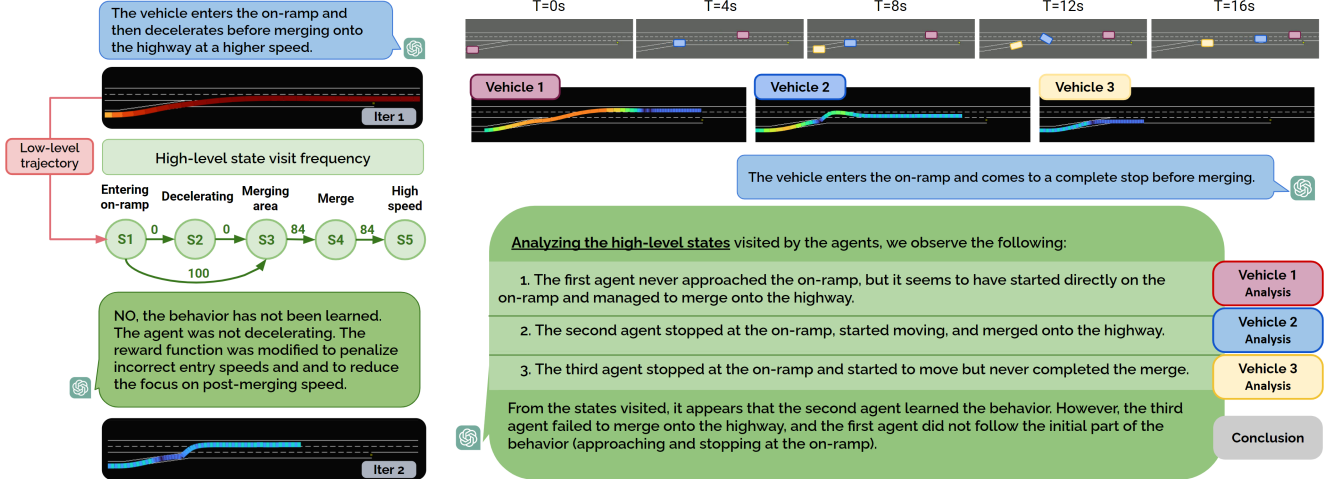 The vehicle enters the on-ramp and
then decelerates before merging onto
the highway at a higher speed.
Iter 1
Low-level
trajectory
High-level state visit frequency
Entering
on-ramp
Decelerating
Merging
area
Merge
High
speed
S1
0
S2
0
S3
84
S4
84
S5
100
NO, the behavior has not been learned.
The agent was not decelerating. The
reward function was modified to penalize
incorrect entry speeds and and to reduce
the focus on post-merging speed.
Iter 2
T=0s
T=4s
T=8s
T=12s
T=16s
Vehicle 1
Vehicle 2
Vehicle 3
The vehicle enters the on-ramp and comes to a complete stop before merging.
Analyzing the high-level states visited by the agents, we observe the following:
1. The first agent never approached the on-ramp, but it seems to have started directly on the
on-ramp and managed to merge onto the highway.
Vehicle 1
Analysis
2. The second agent stopped at the on-ramp, started moving, and merged onto the highway.
Vehicle 2
Analysis
3. The third agent stopped at the on-ramp and started to move but never completed the merge.
Vehicle 3
Analysis
From the states visited, it appears that the second agent learned the behavior. However, the third
agent failed to merge onto the highway, and the first agent did not follow the initial part of the
behavior (approaching and stopping at the on-ramp).
Conclusion